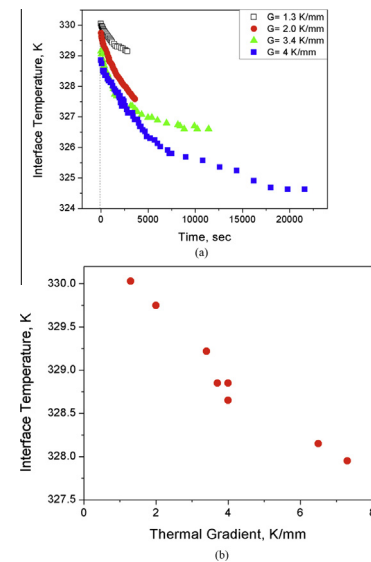 330
329
328
327
326
325
324
Interface Temperature, K
G= 1.3 K/mm
G= 2.0 K/mm
G= 3.4 K/mm
G= 4 K/mm
0
5000
10000
15000
20000
Time, sec
(a)
330.0
329.5
329.0
328.5
328.0
327.5
Interface Temperature, K
0
2
4
6
8
Thermal Gradient, K/mm
(b)